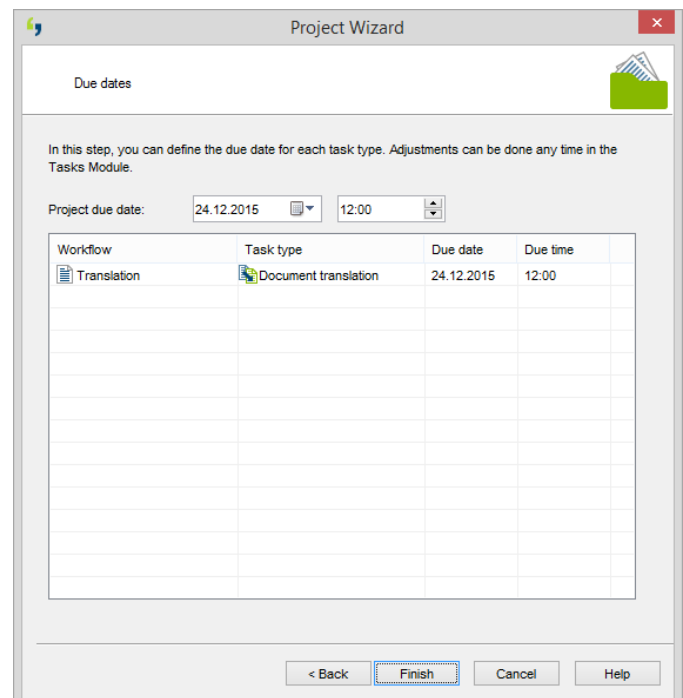 Project Wizard
Due dates
In this step, you can define the due date for each task type. Adjustments can be done any time in the
Tasks Module.
Project due date: 24.12.2015 12:00
Workflow Task type Due date Due time
Translation Document translation 24.12.2015 12:00
< Back Finish Cancel Help